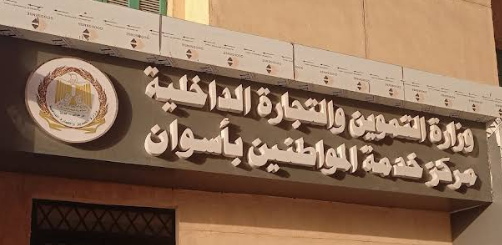 وزارة التموين والتجارة الداخلية
مركز خدمة المواطنين بأسوان